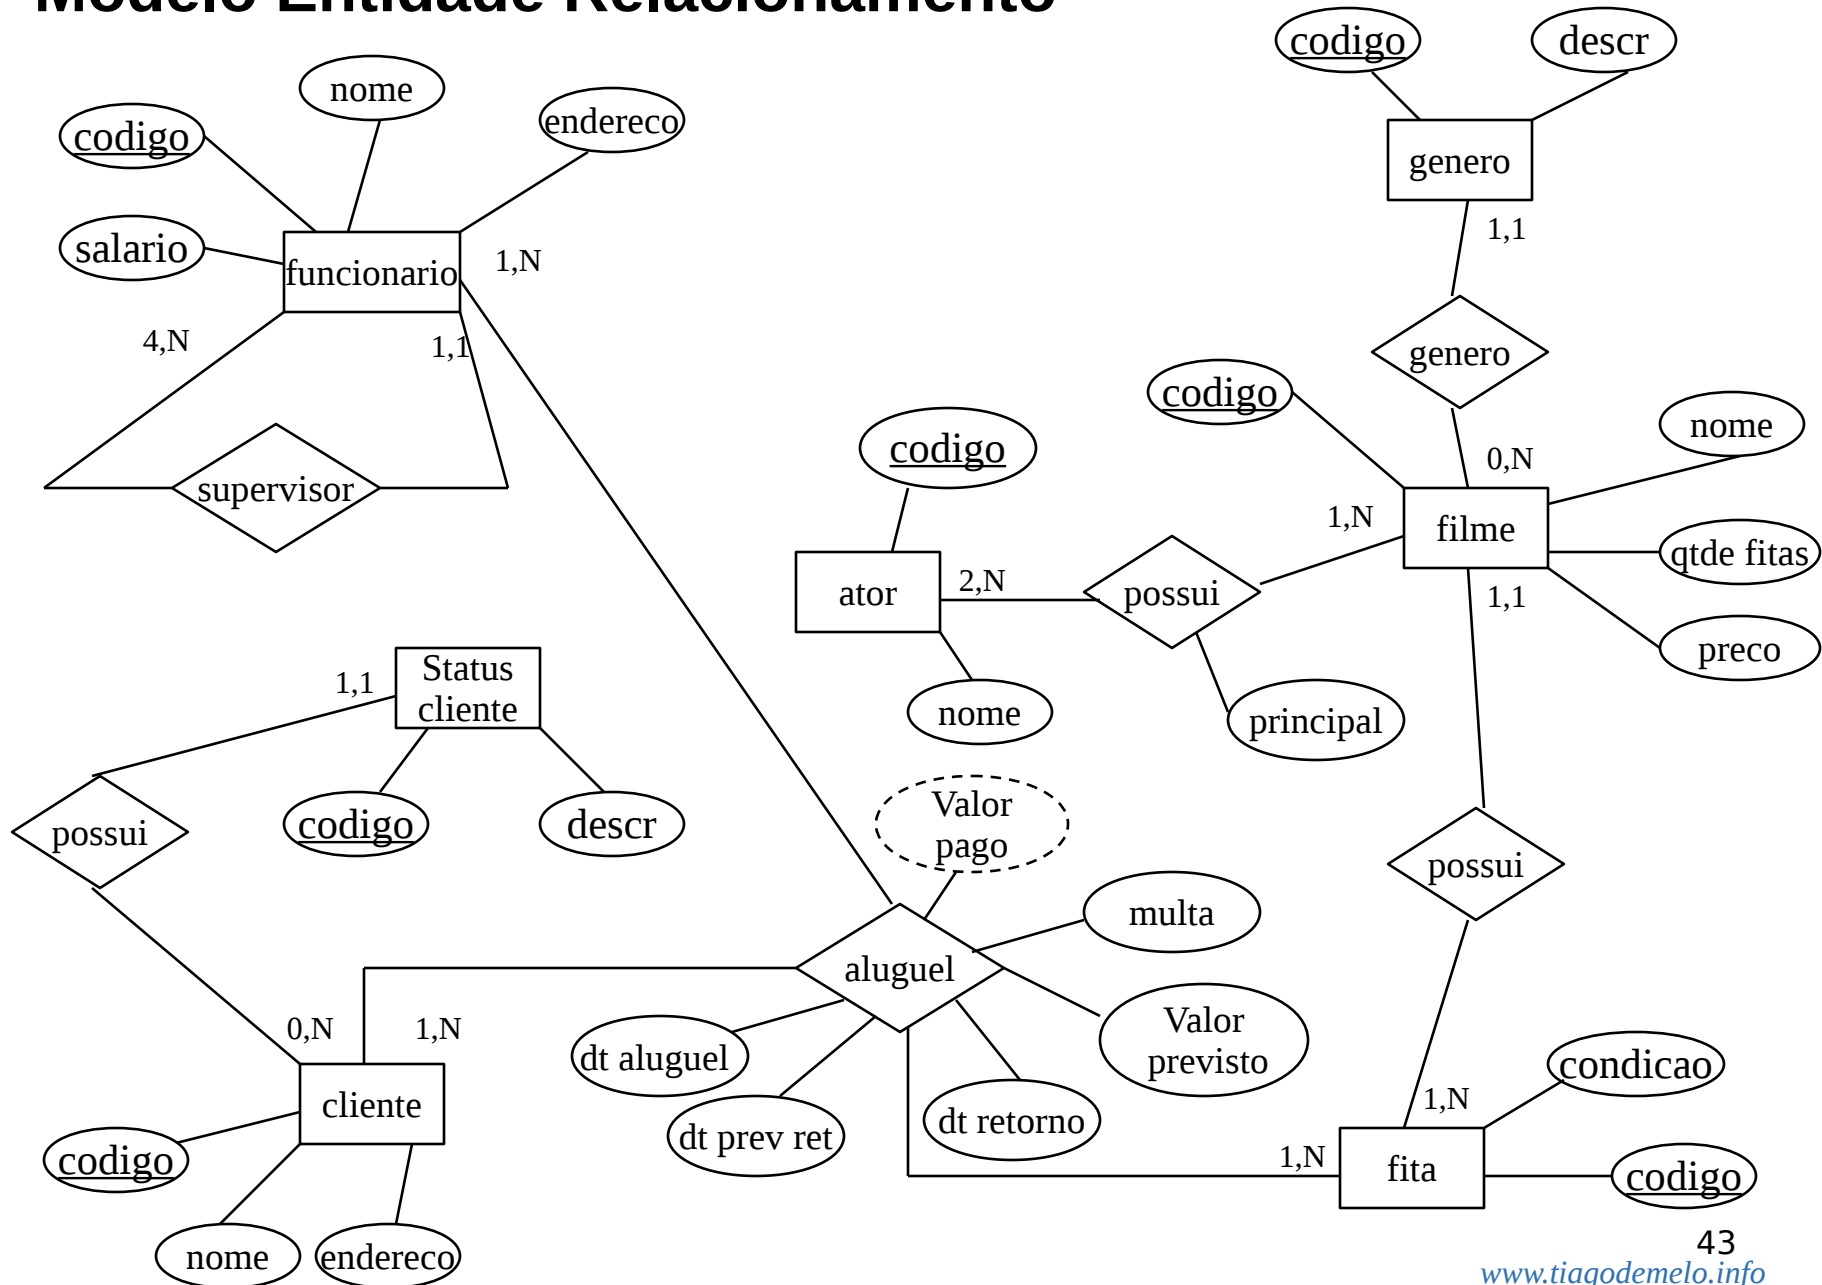 Modelo Entidade Relacionamento
codigo
descr
nome
codigo
endereco
genero
salario
funcionario
1,N
1,1
4,N
1,1
genero
codigo
nome
codigo
0,N
supervisor
1,N
filme
qtde fitas
ator
2,N
possui
1,1
preco
Status
cliente
1,1
nome
principal
possui
codigo
descr
Valor
pago
possui
multa
aluguel
Valor
previsto
0,N
1,N
dt aluguel
condicao
cliente
dt prev ret
dt retorno
1,N
codigo
1,N
fita
codigo
nome
endereco
43
www.tiagodemelo.info